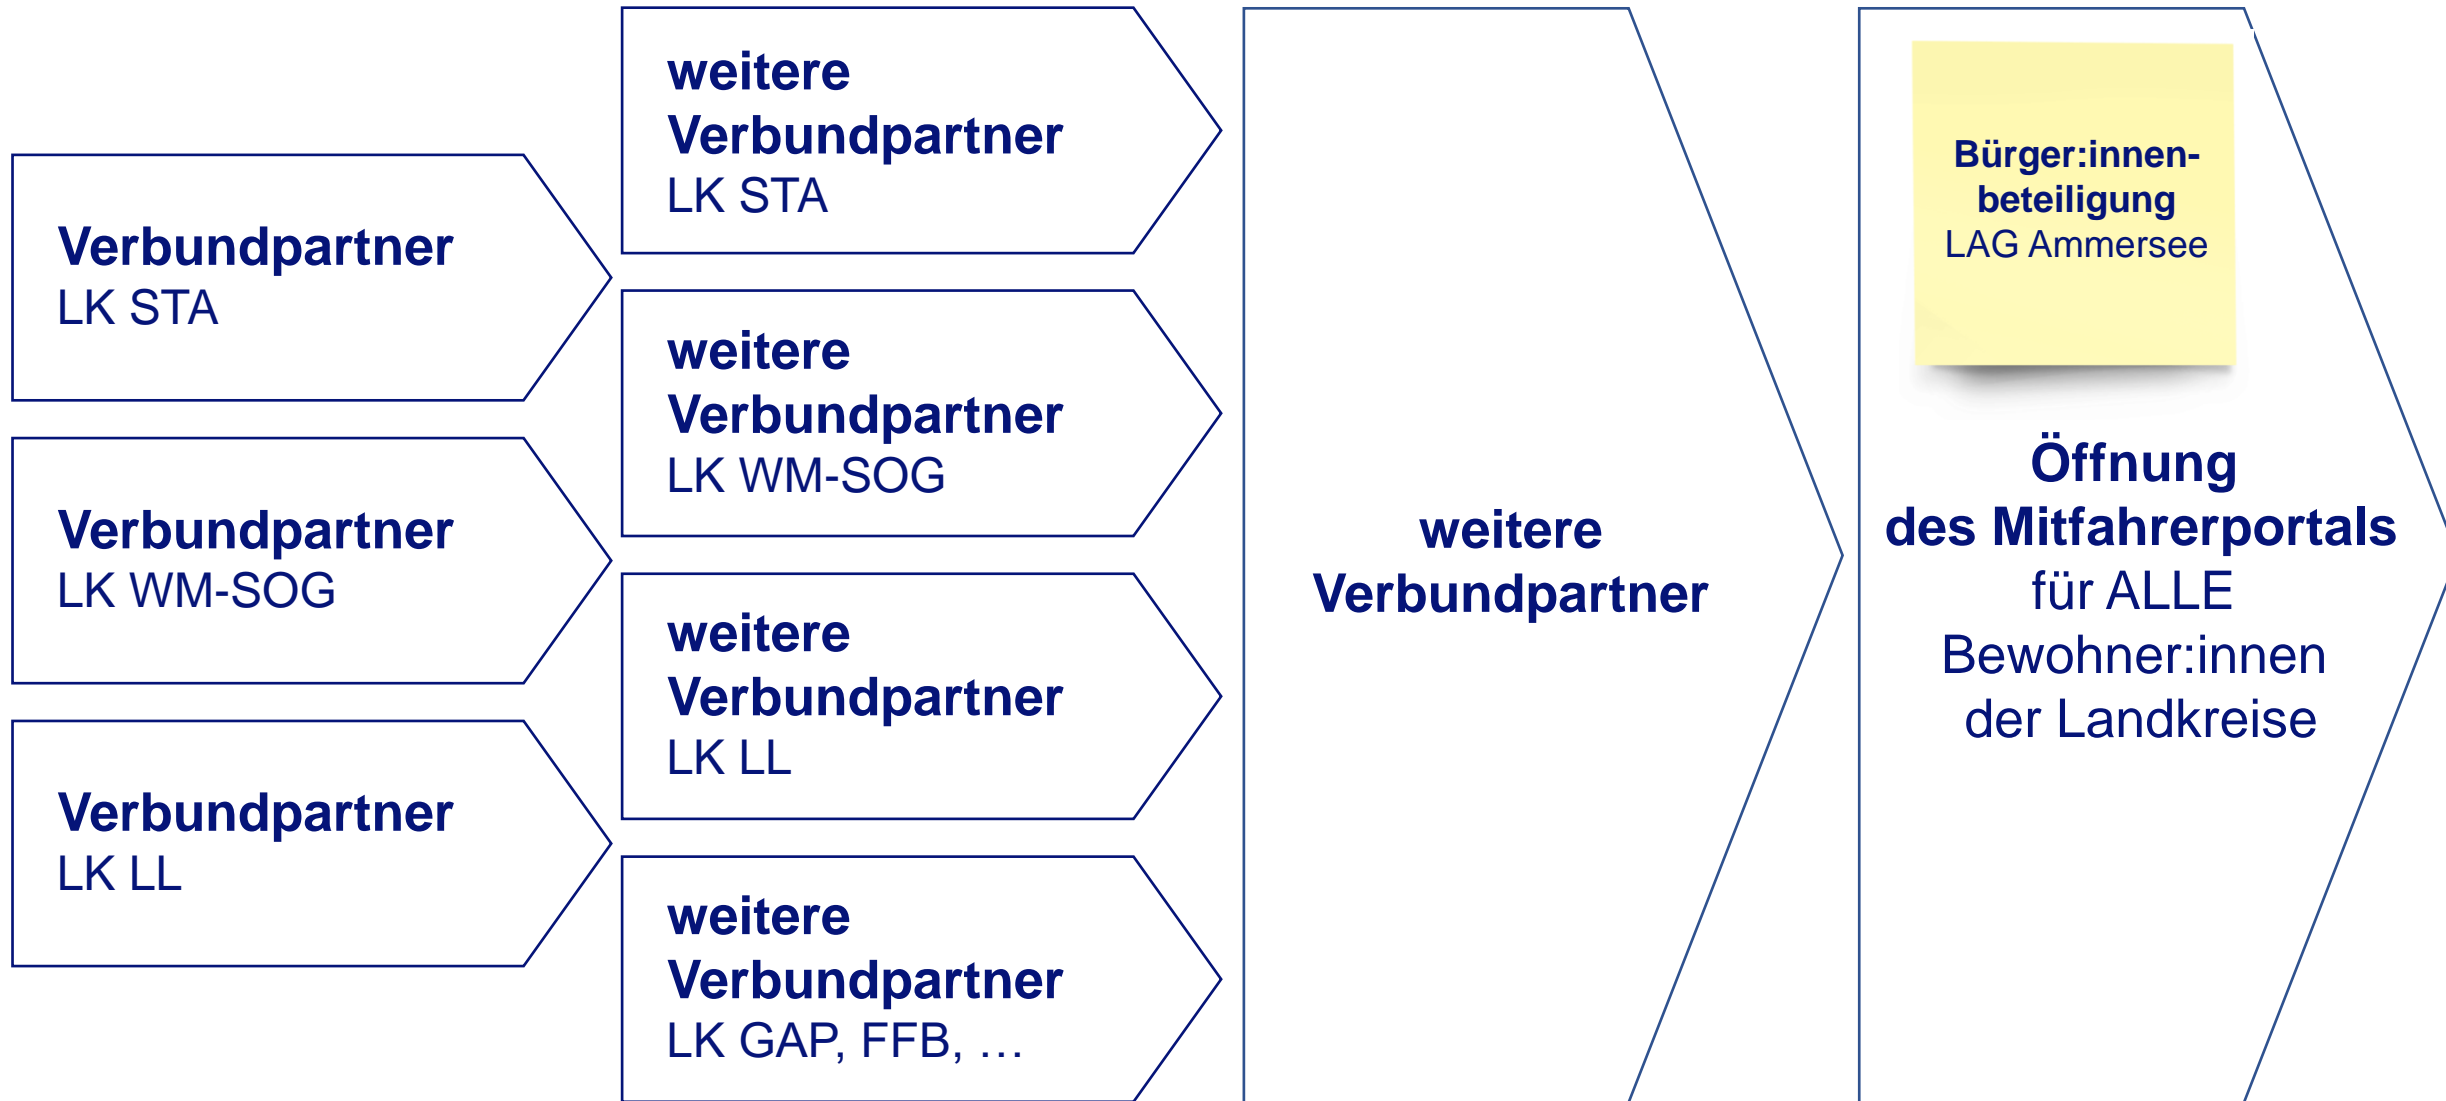 Verbundpartner
LK STA
Verbundpartner
LK WM-SOG
Verbundpartner
LK LL
weitere
Verbundpartner
LK STA
weitere
Verbundpartner
LK WM-SOG
weitere
Verbundpartner
LK LL
weitere
Verbundpartner
LK GAP, FFB, …
weitere
Verbundpartner
Bürger:innen-
beteiligung
LAG Ammersee
Öffnung
des Mitfahrerportals
für ALLE
Bewohner:innen
der Landkreise